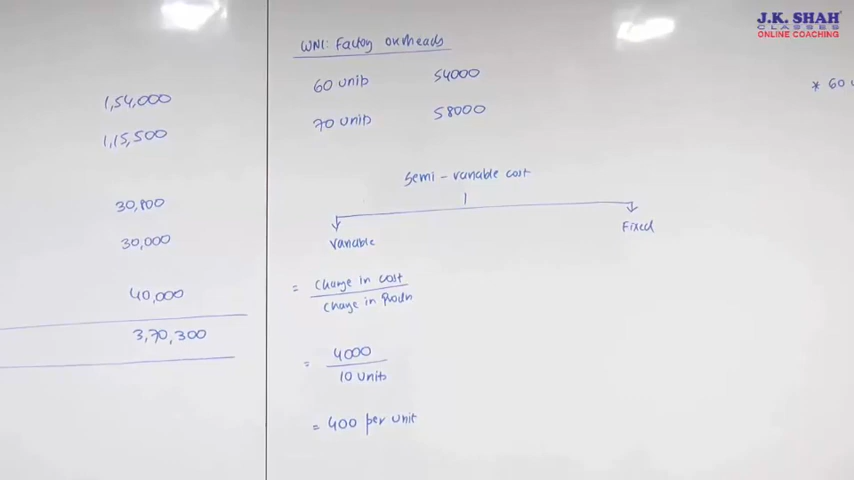 J.K. SHAH
CLASSES
ONLINE COACHING
1,54,000
1,15,500
30,800
30,000
40,000
3,70,300
WN1: Factory overheads
60 units 54000
70 units 58000
Semi-variable cost
Variable Fixed
= Change in cost
Change in Prodn
= 4000
10 Units
= 400 per unit
* 60